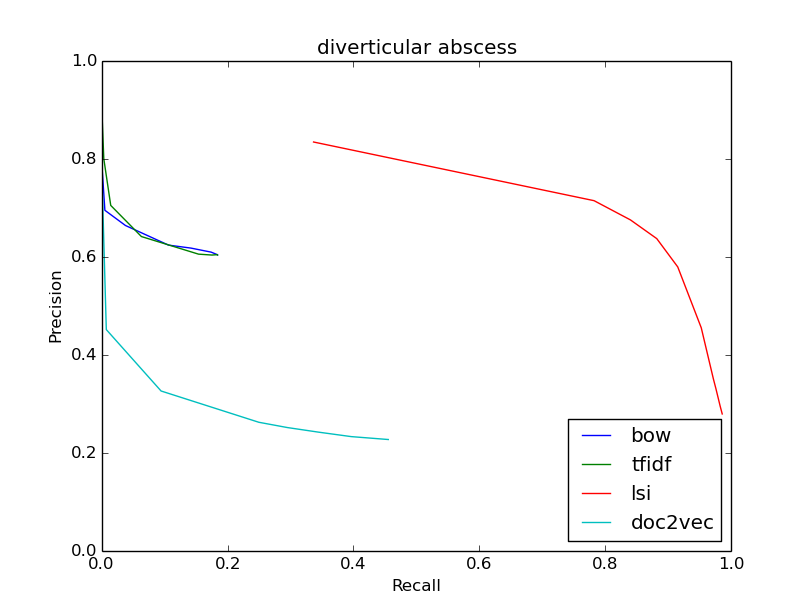 diverticular abscess
1.0
0.8
0.6
0.4
0.2
0.0
Precision
0.0 0.2 0.4 0.6 0.8 1.0
Recall
bow
tfidf
lsi
doc2vec